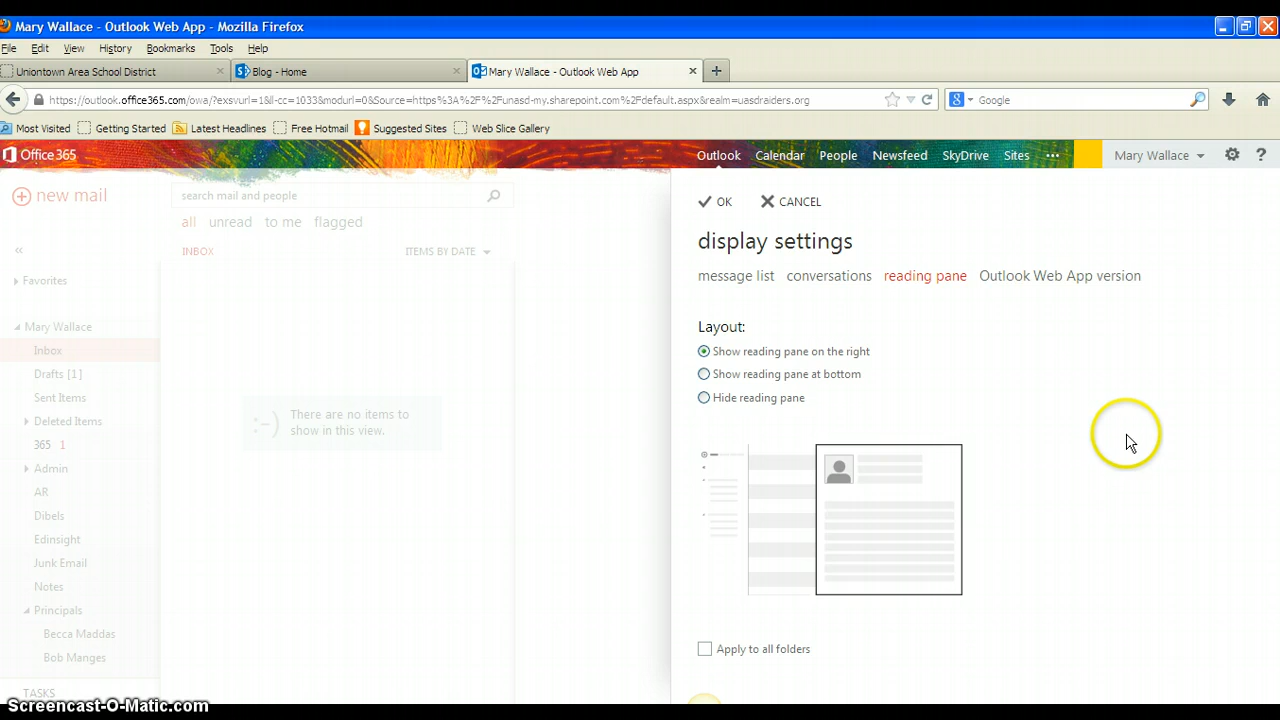 Mary Wallace - Outlook Web App - Mozilla Firefox
File Edit View History Bookmarks Tools Help
Uniontown Area School District × Blog - Home × Mary Wallace - Outlook Web App × +
https://outlook.office365.com/owa/?exsvurl=1&ll-cc=1033&modurl=0&Source=https%3A%2F%2Funasd-my.sharepoint.com%2Fdefault.aspx&realm=uasdraiders.org Google
Most Visited Getting Started Latest Headlines Free Hotmail Suggested Sites Web Slice Gallery
Office 365 Outlook Calendar People Newsfeed SkyDrive Sites ••• Mary Wallace ?
new mail
search mail and people
all unread to me flagged
INBOX ITEMS BY DATE
«
Favorites
Mary Wallace
Inbox
Drafts [1]
Sent Items
Deleted Items
365 1
Admin
AR
Dibels
Edinsight
Junk Email
Notes
Principals
Becca Maddas
Bob Manges
TASKS
:-)
There are no items to
show in this view.
OK CANCEL
display settings
message list conversations reading pane Outlook Web App version
Layout:
Show reading pane on the right
Show reading pane at bottom
Hide reading pane
Apply to all folders
Screencast-O-Matic.com